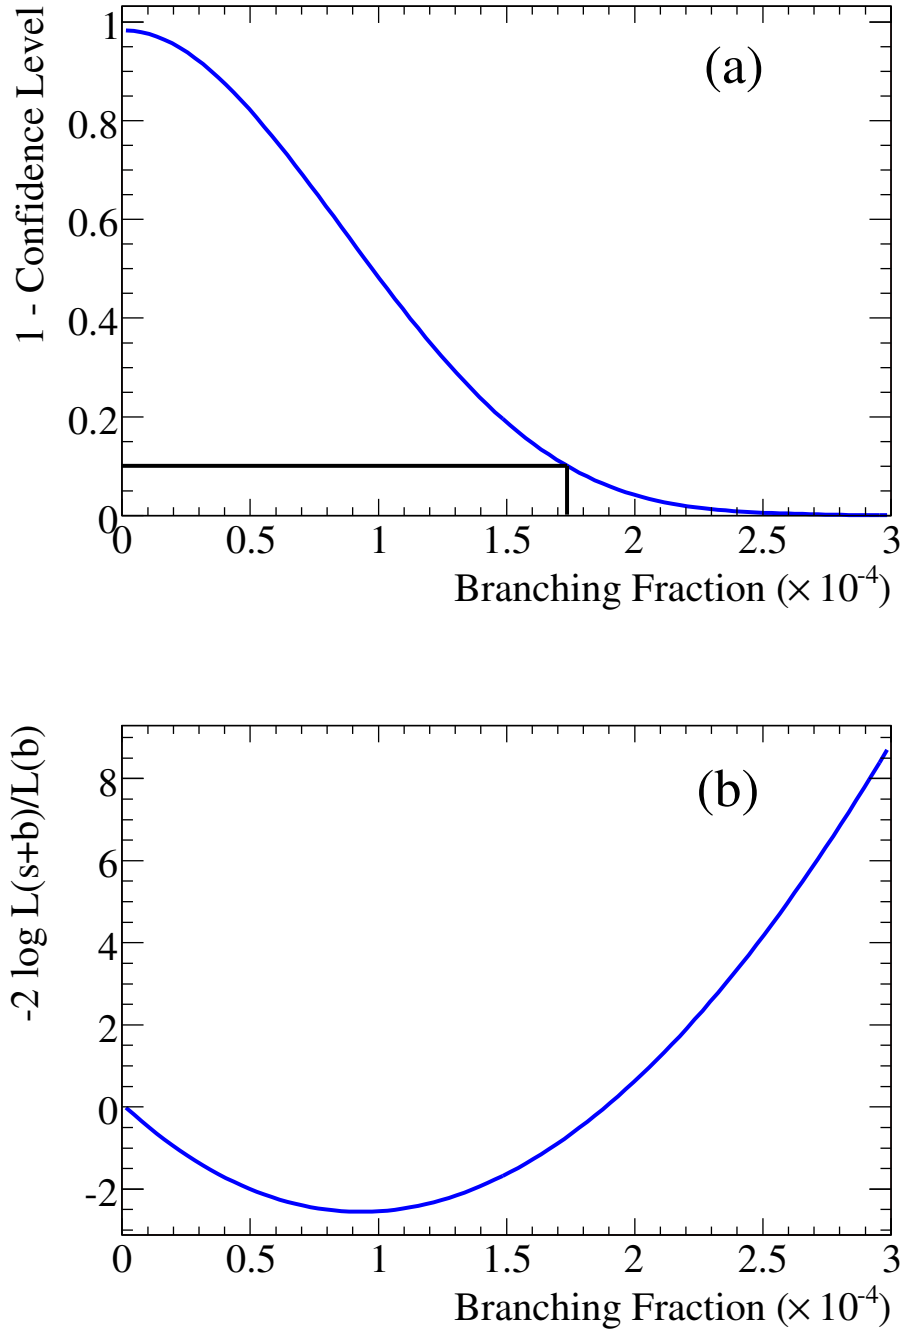 1 - Confidence Level
1
0.8
0.6
0.4
0.2
0
(a)
0 0.5 1 1.5 2 2.5 3
Branching Fraction (× 10⁻⁴)
-2 log L(s+b)/L(b)
8
6
4
2
0
-2
(b)
0 0.5 1 1.5 2 2.5 3
Branching Fraction (× 10⁻⁴)